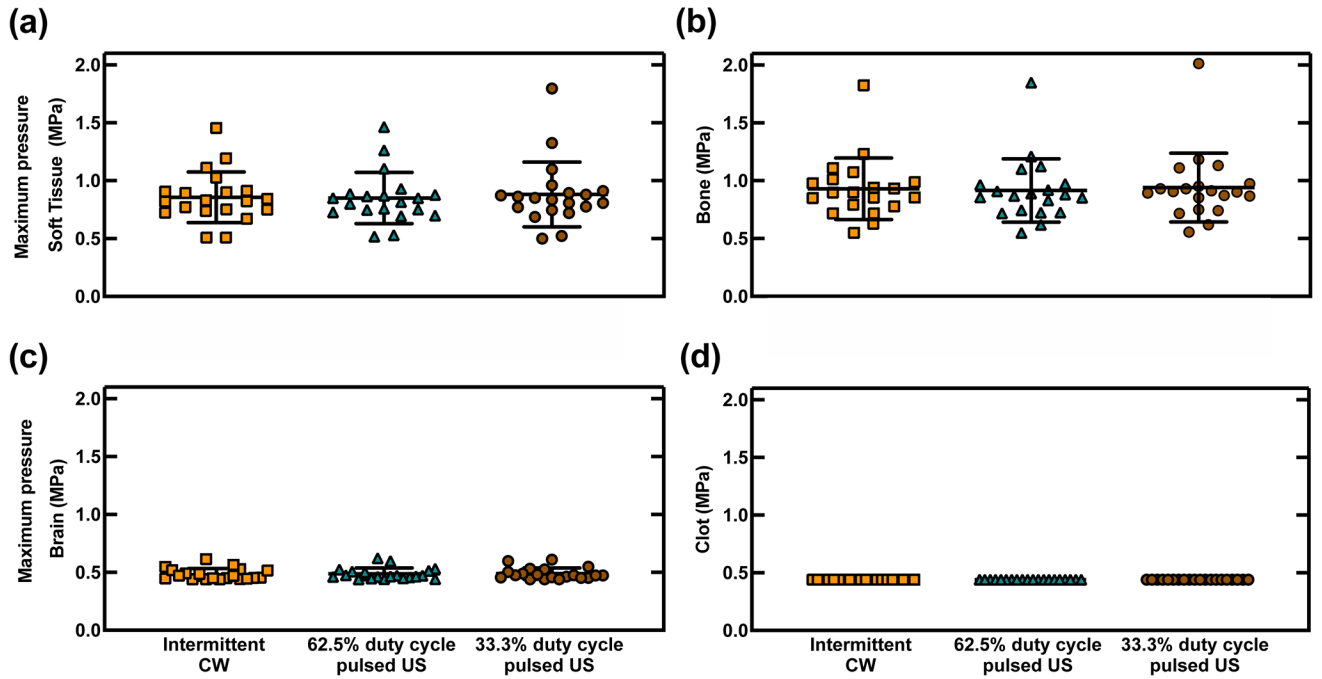 (a)
Maximum pressure
Soft Tissue (MPa)
2.0
1.5
1.0
0.5
0.0
(b)
Bone (MPa)
2.0
1.5
1.0
0.5
0.0
(c)
Maximum pressure
Brain (MPa)
2.0
1.5
1.0
0.5
0.0
Intermittent
CW
62.5% duty cycle
pulsed US
33.3% duty cycle
pulsed US
(d)
Clot (MPa)
2.0
1.5
1.0
0.5
0.0
Intermittent
CW
62.5% duty cycle
pulsed US
33.3% duty cycle
pulsed US